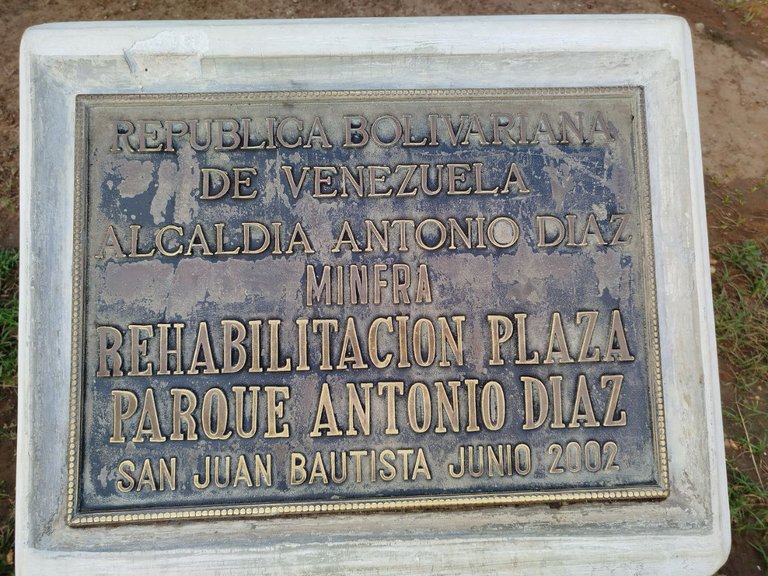 REPUBLICA BOLIVARIANA
DE VENEZUELA
ALCALDIA ANTONIO DIAZ
MINFRA
REHABILITACION PLAZA
PARQUE ANTONIO DIAZ
SAN JUAN BAUTISTA JUNIO 2002